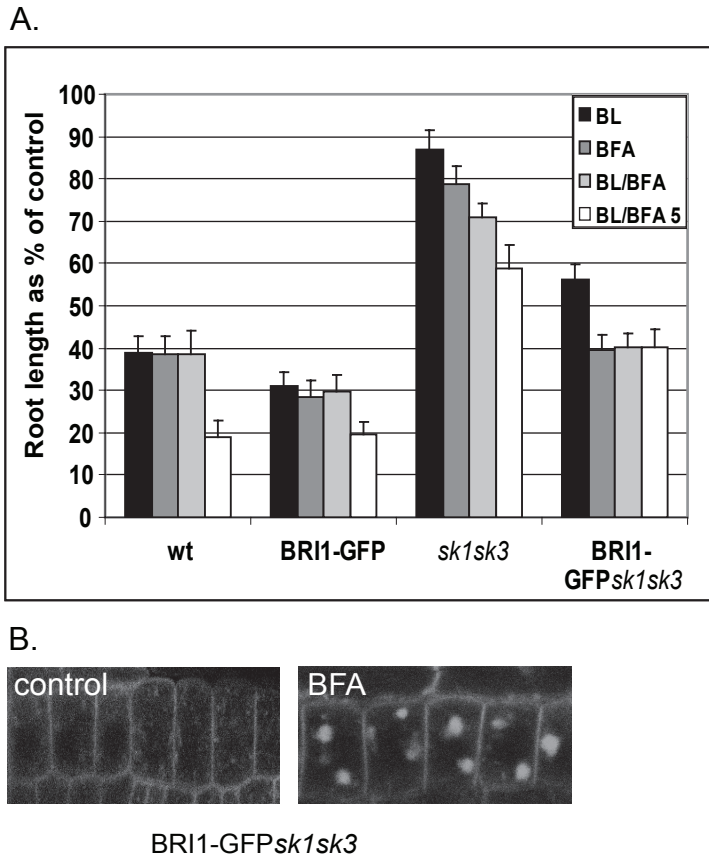 A.
Root length as % of control
100
90
80
70
60
50
40
30
20
10
0
BL
BFA
BL/BFA
BL/BFA 5
wt
BRI1-GFP
sk1sk3
BRI1-
GFPsk1sk3
B.
control
BFA
BRI1-GFPsk1sk3